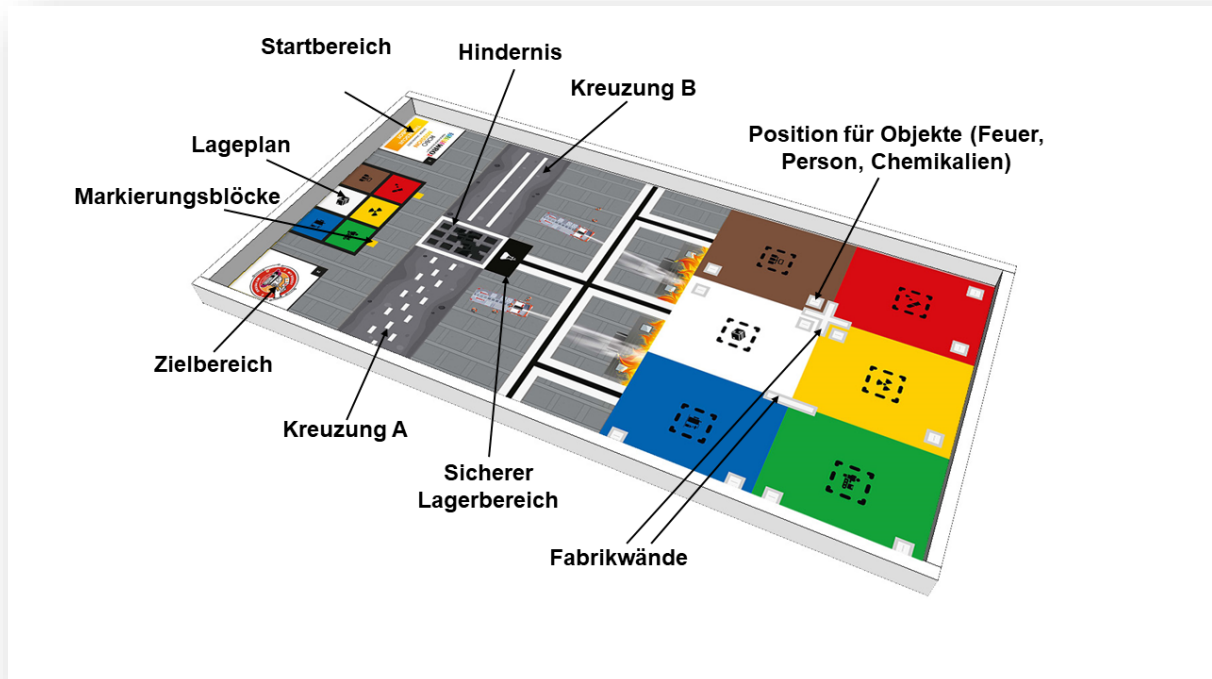 Startbereich
Hindernis
Kreuzung B
Lageplan
Position für Objekte (Feuer,
Person, Chemikalien)
Markierungsblöcke
Zielbereich
Kreuzung A
Sicherer
Lagerbereich
Fabrikwände